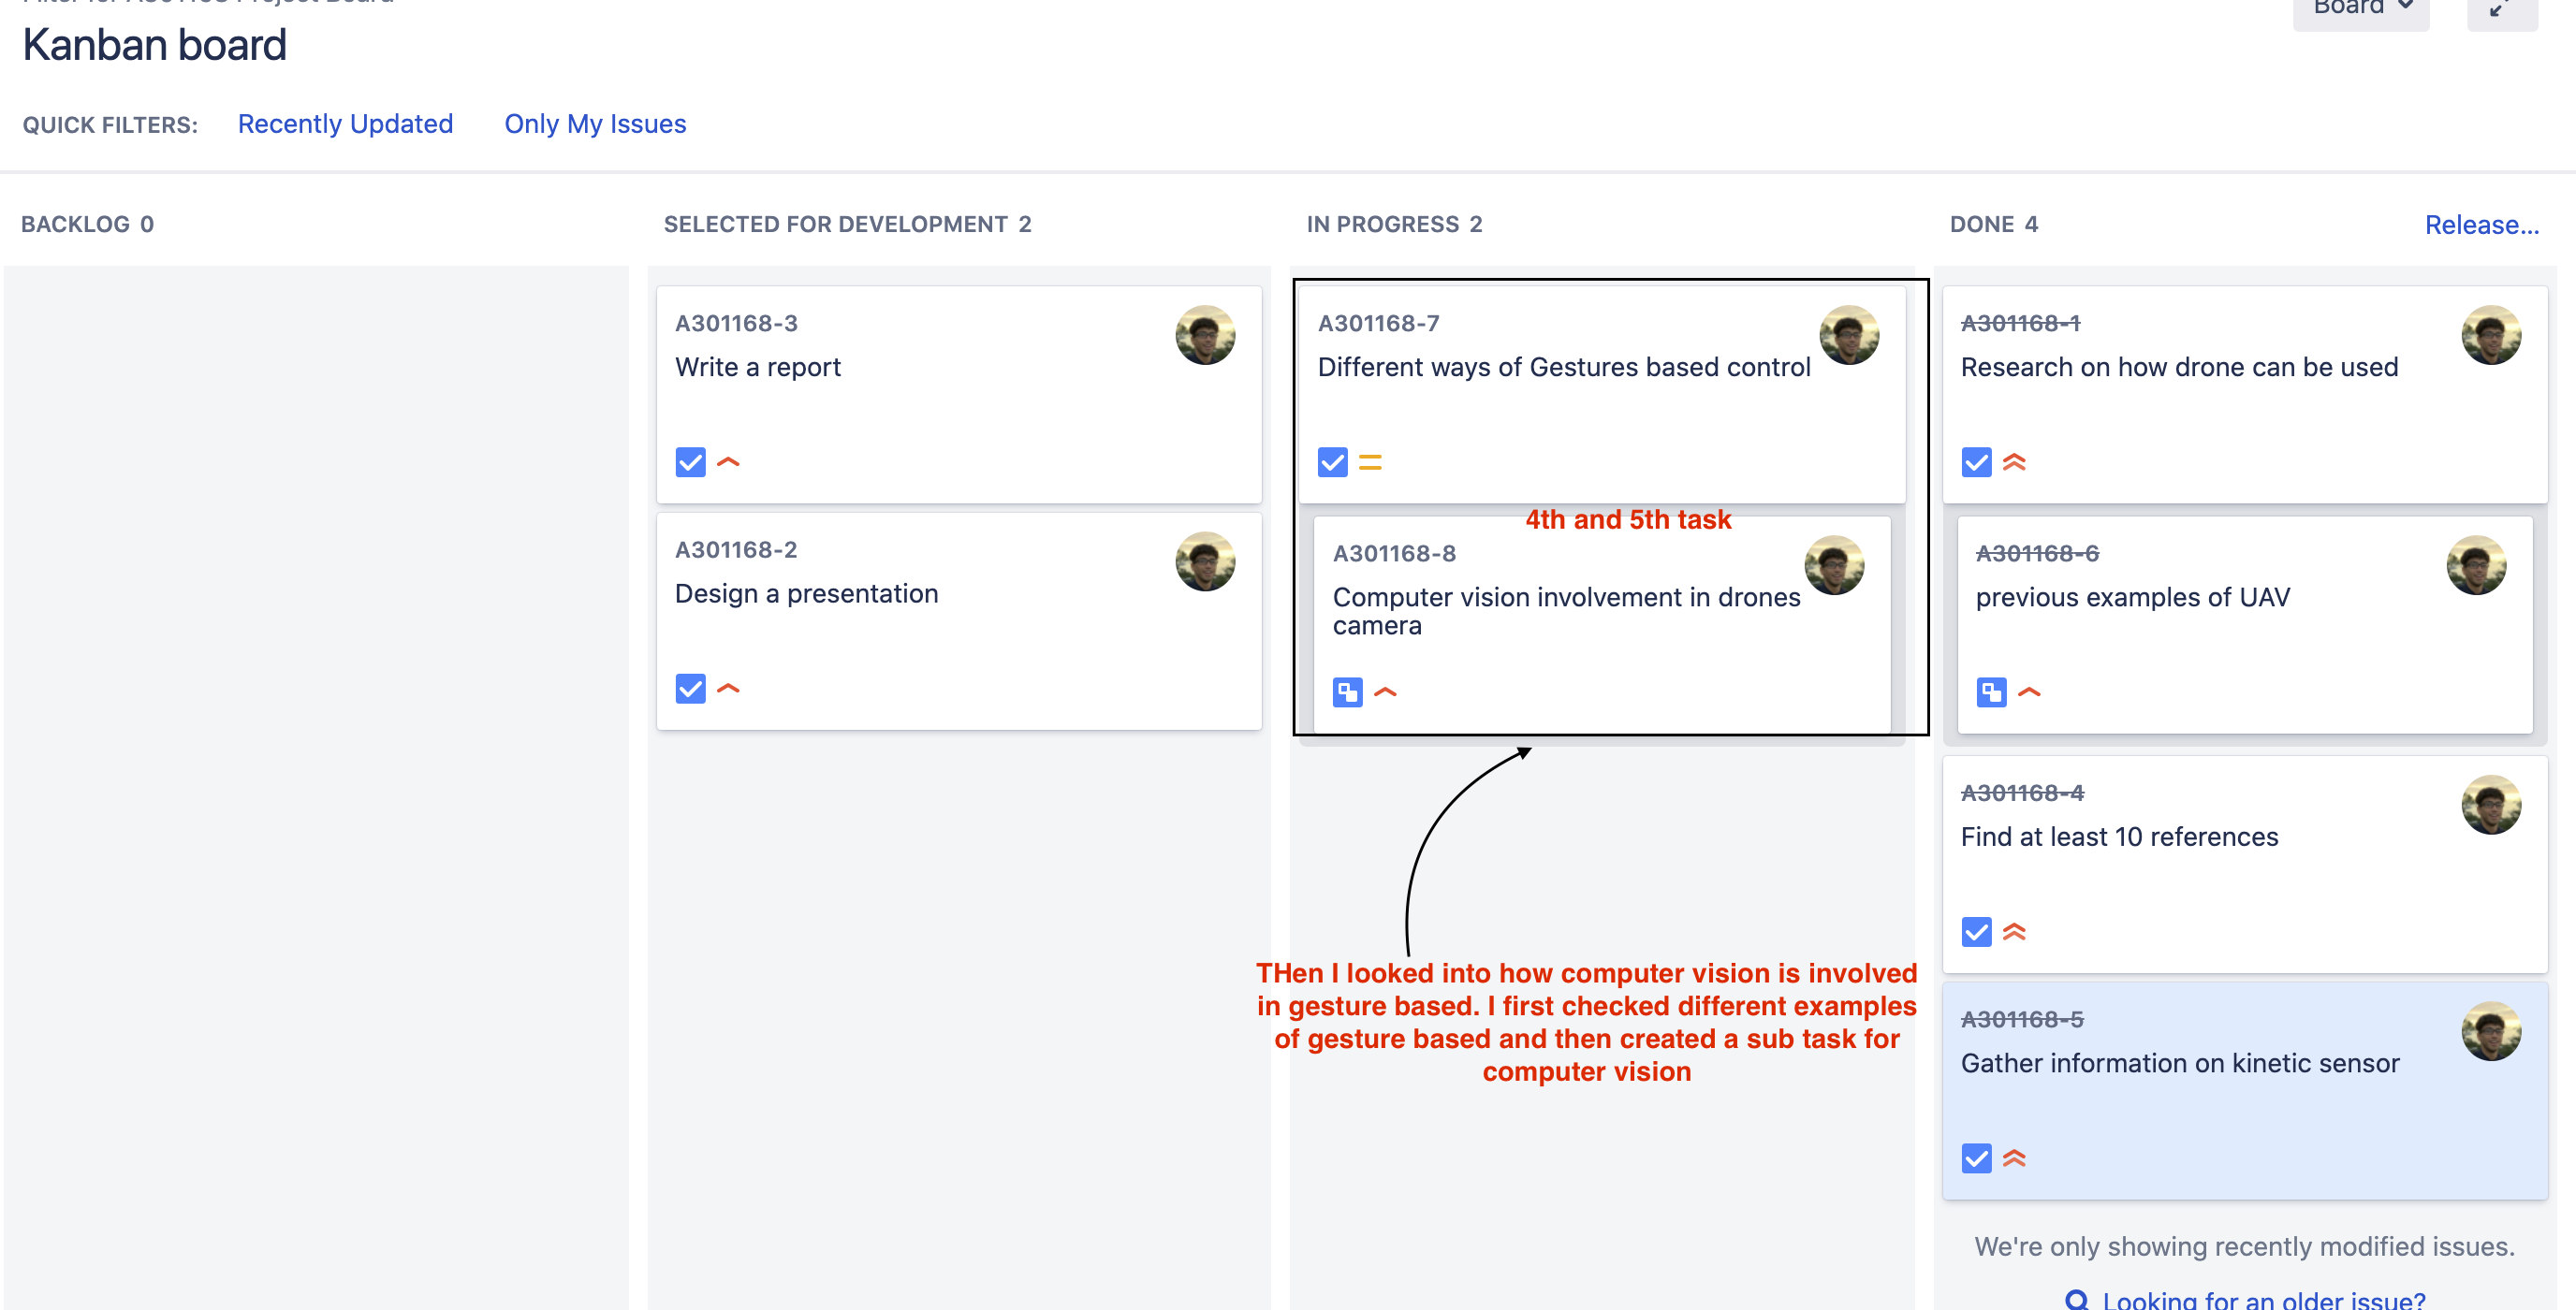 Filter for A301168 Project Board
Board
Kanban board
QUICK FILTERS: Recently Updated Only My Issues
BACKLOG 0
SELECTED FOR DEVELOPMENT 2
IN PROGRESS 2
DONE 4
Release...
A301168-3
Write a report
A301168-2
Design a presentation
A301168-7
Different ways of Gestures based control
4th and 5th task
A301168-8
Computer vision involvement in drones
camera
THen I looked into how computer vision is involved
in gesture based. I first checked different examples
of gesture based and then created a sub task for
computer vision
A301168-1
Research on how drone can be used
A301168-6
previous examples of UAV
A301168-4
Find at least 10 references
A301168-5
Gather information on kinetic sensor
We're only showing recently modified issues.
Looking for an older issue?